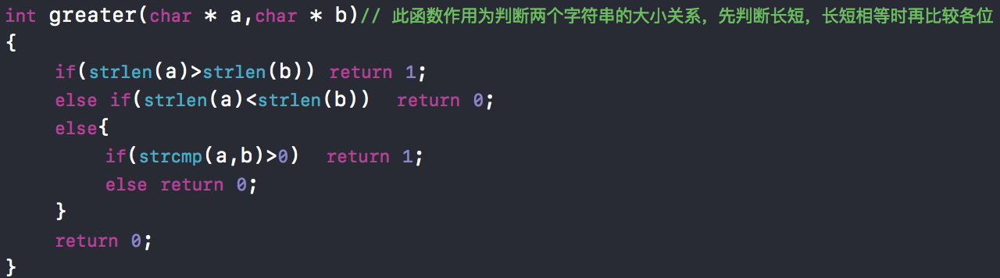 int greater(char * a,char * b)// 此函数作用为判断两个字符串的大小关系，先判断长短，长短相等时再比较各位
{
    if(strlen(a)>strlen(b)) return 1;
    else if(strlen(a)<strlen(b))  return 0;
    else{
        if(strcmp(a,b)>0)  return 1;
        else return 0;
    }
    return 0;
}